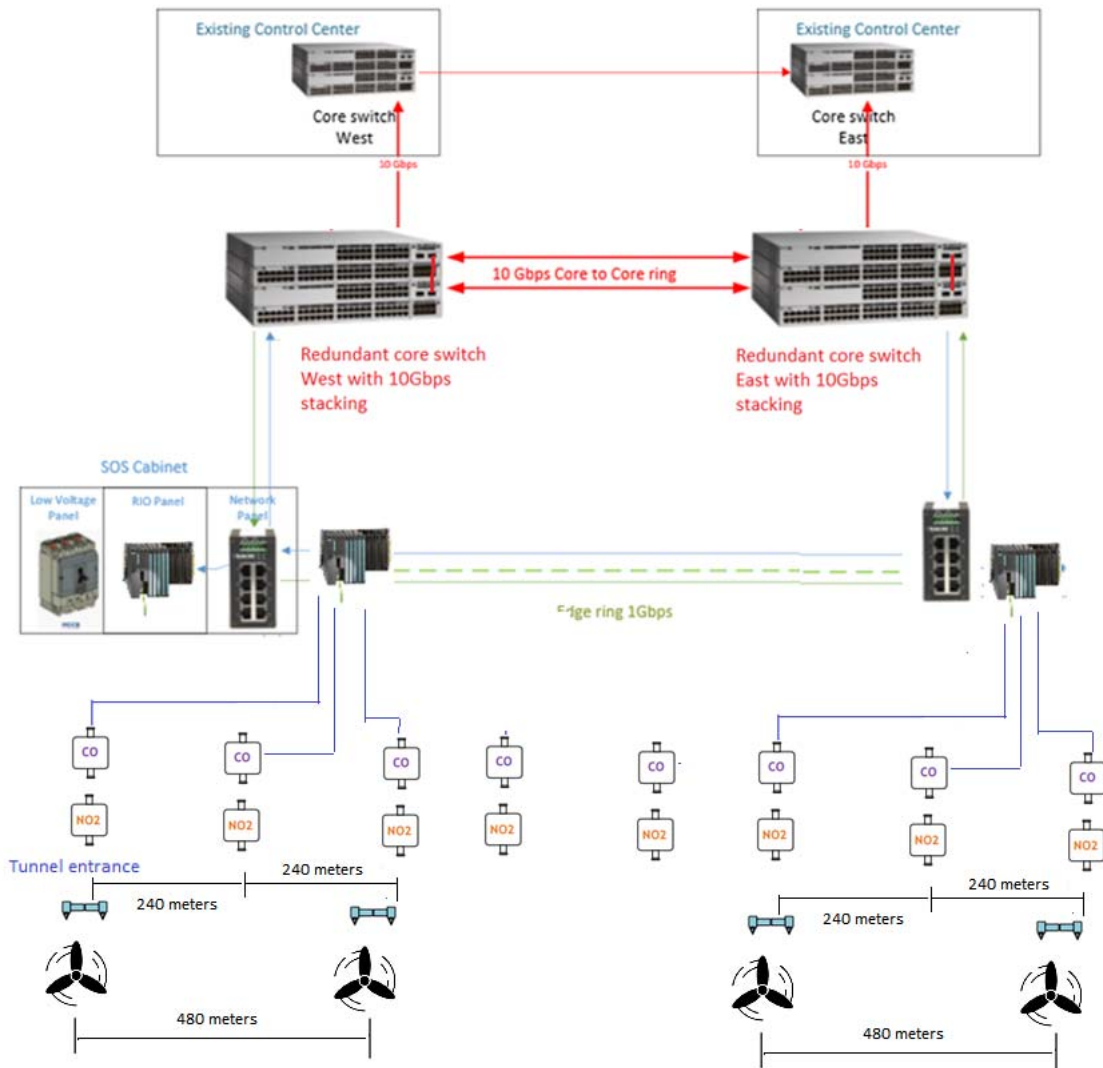 Existing Control Center
Existing Control Center
Core switch
West
Core switch
East
10 Gbps
10 Gbps
10 Gbps Core to Core ring
Redundant core switch
West with 10Gbps
stacking
Redundant core switch
East with 10Gbps
stacking
SOS Cabinet
Low Voltage
Panel
RIO Panel
Network
Panel
Edge ring 1Gbps
CO
CO
CO
CO
CO
CO
CO
CO
NO2
NO2
NO2
NO2
NO2
NO2
NO2
NO2
Tunnel entrance
240 meters
240 meters
240 meters
240 meters
480 meters
480 meters